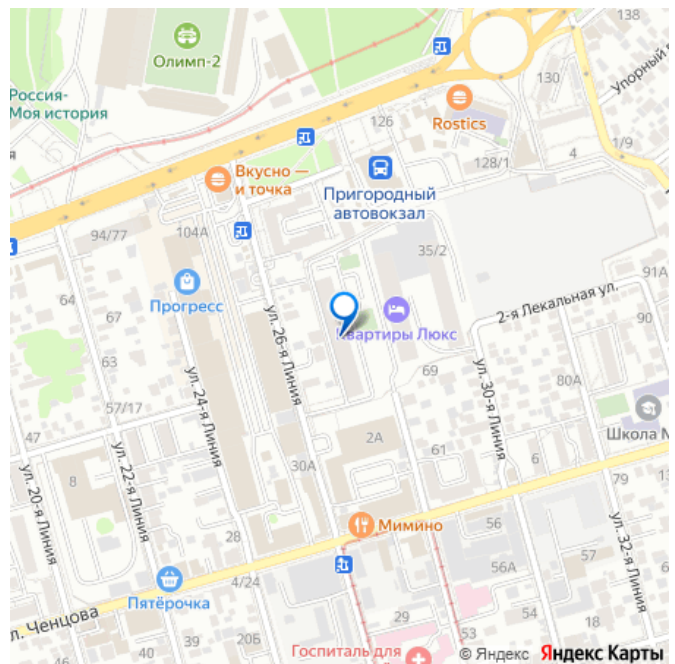 138
Олимп-2
130
Упорный
Россия-
Моя история
126
Rostics
1/9
4
128/1
Вкусно —
и точка
Пригородный
автовокзал
94/77
104А
35/2
91А
Прогресс
2-я Лекальная ул.
64
90
ул. 26-я Линия
Квартиры Люкс
63
69
80А
ул. 24-я Линия
ул. 30-я Линия
57/17
47
2А
Школа №
61
30А
6
79
8
ул. 22-я Линия
ул. 20-я Линия
Мимино
56
ул. 32-я Линия
28
57
56А
4/24
Пятёрочка
л. Ченцова
29
53
54
38
39
40
20Б
Госпиталь для
© Яндекс Яндекс Карты